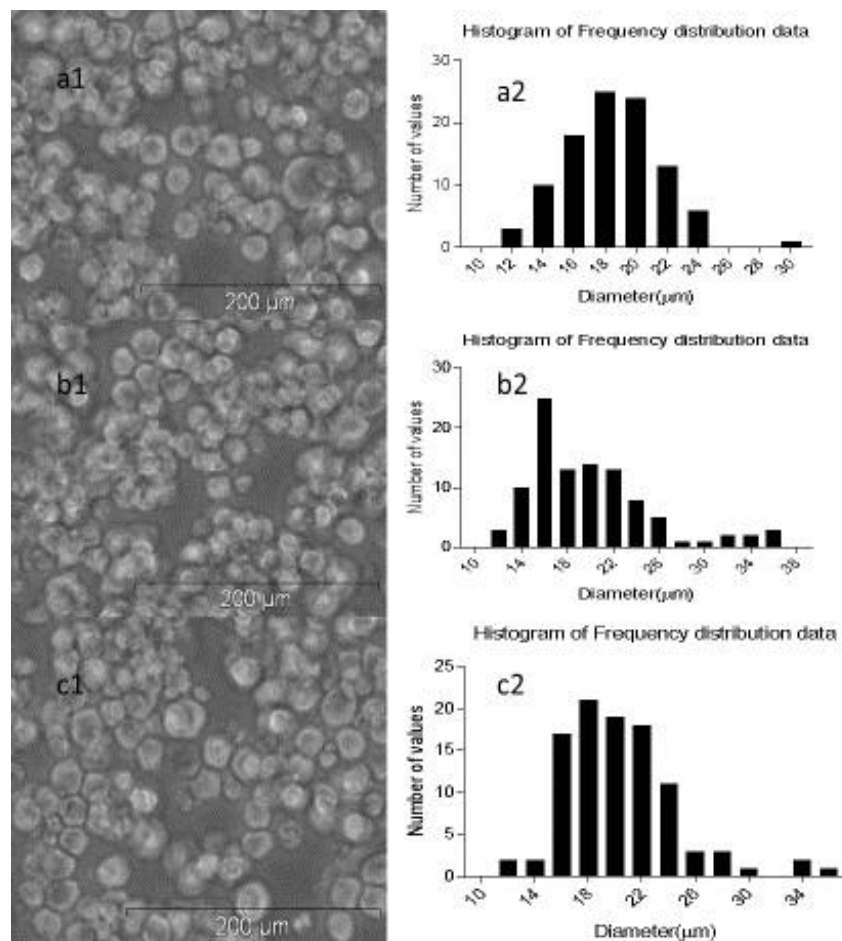 a1
200 µm
Histogram of Frequency distribution data
a2
Number of values
30
20
10
0
10 12 14 16 18 20 22 24 26 28 30
Diameter(µm)
b1
200 µm
Histogram of Frequency distribution data
b2
Number of values
30
20
10
0
10 14 18 22 26 30 34 38
Diameter(µm)
c1
200 µm
Histogram of Frequency distribution data
c2
Number of values
25
20
15
10
5
0
10 14 18 22 26 30 34
Diameter(µm)